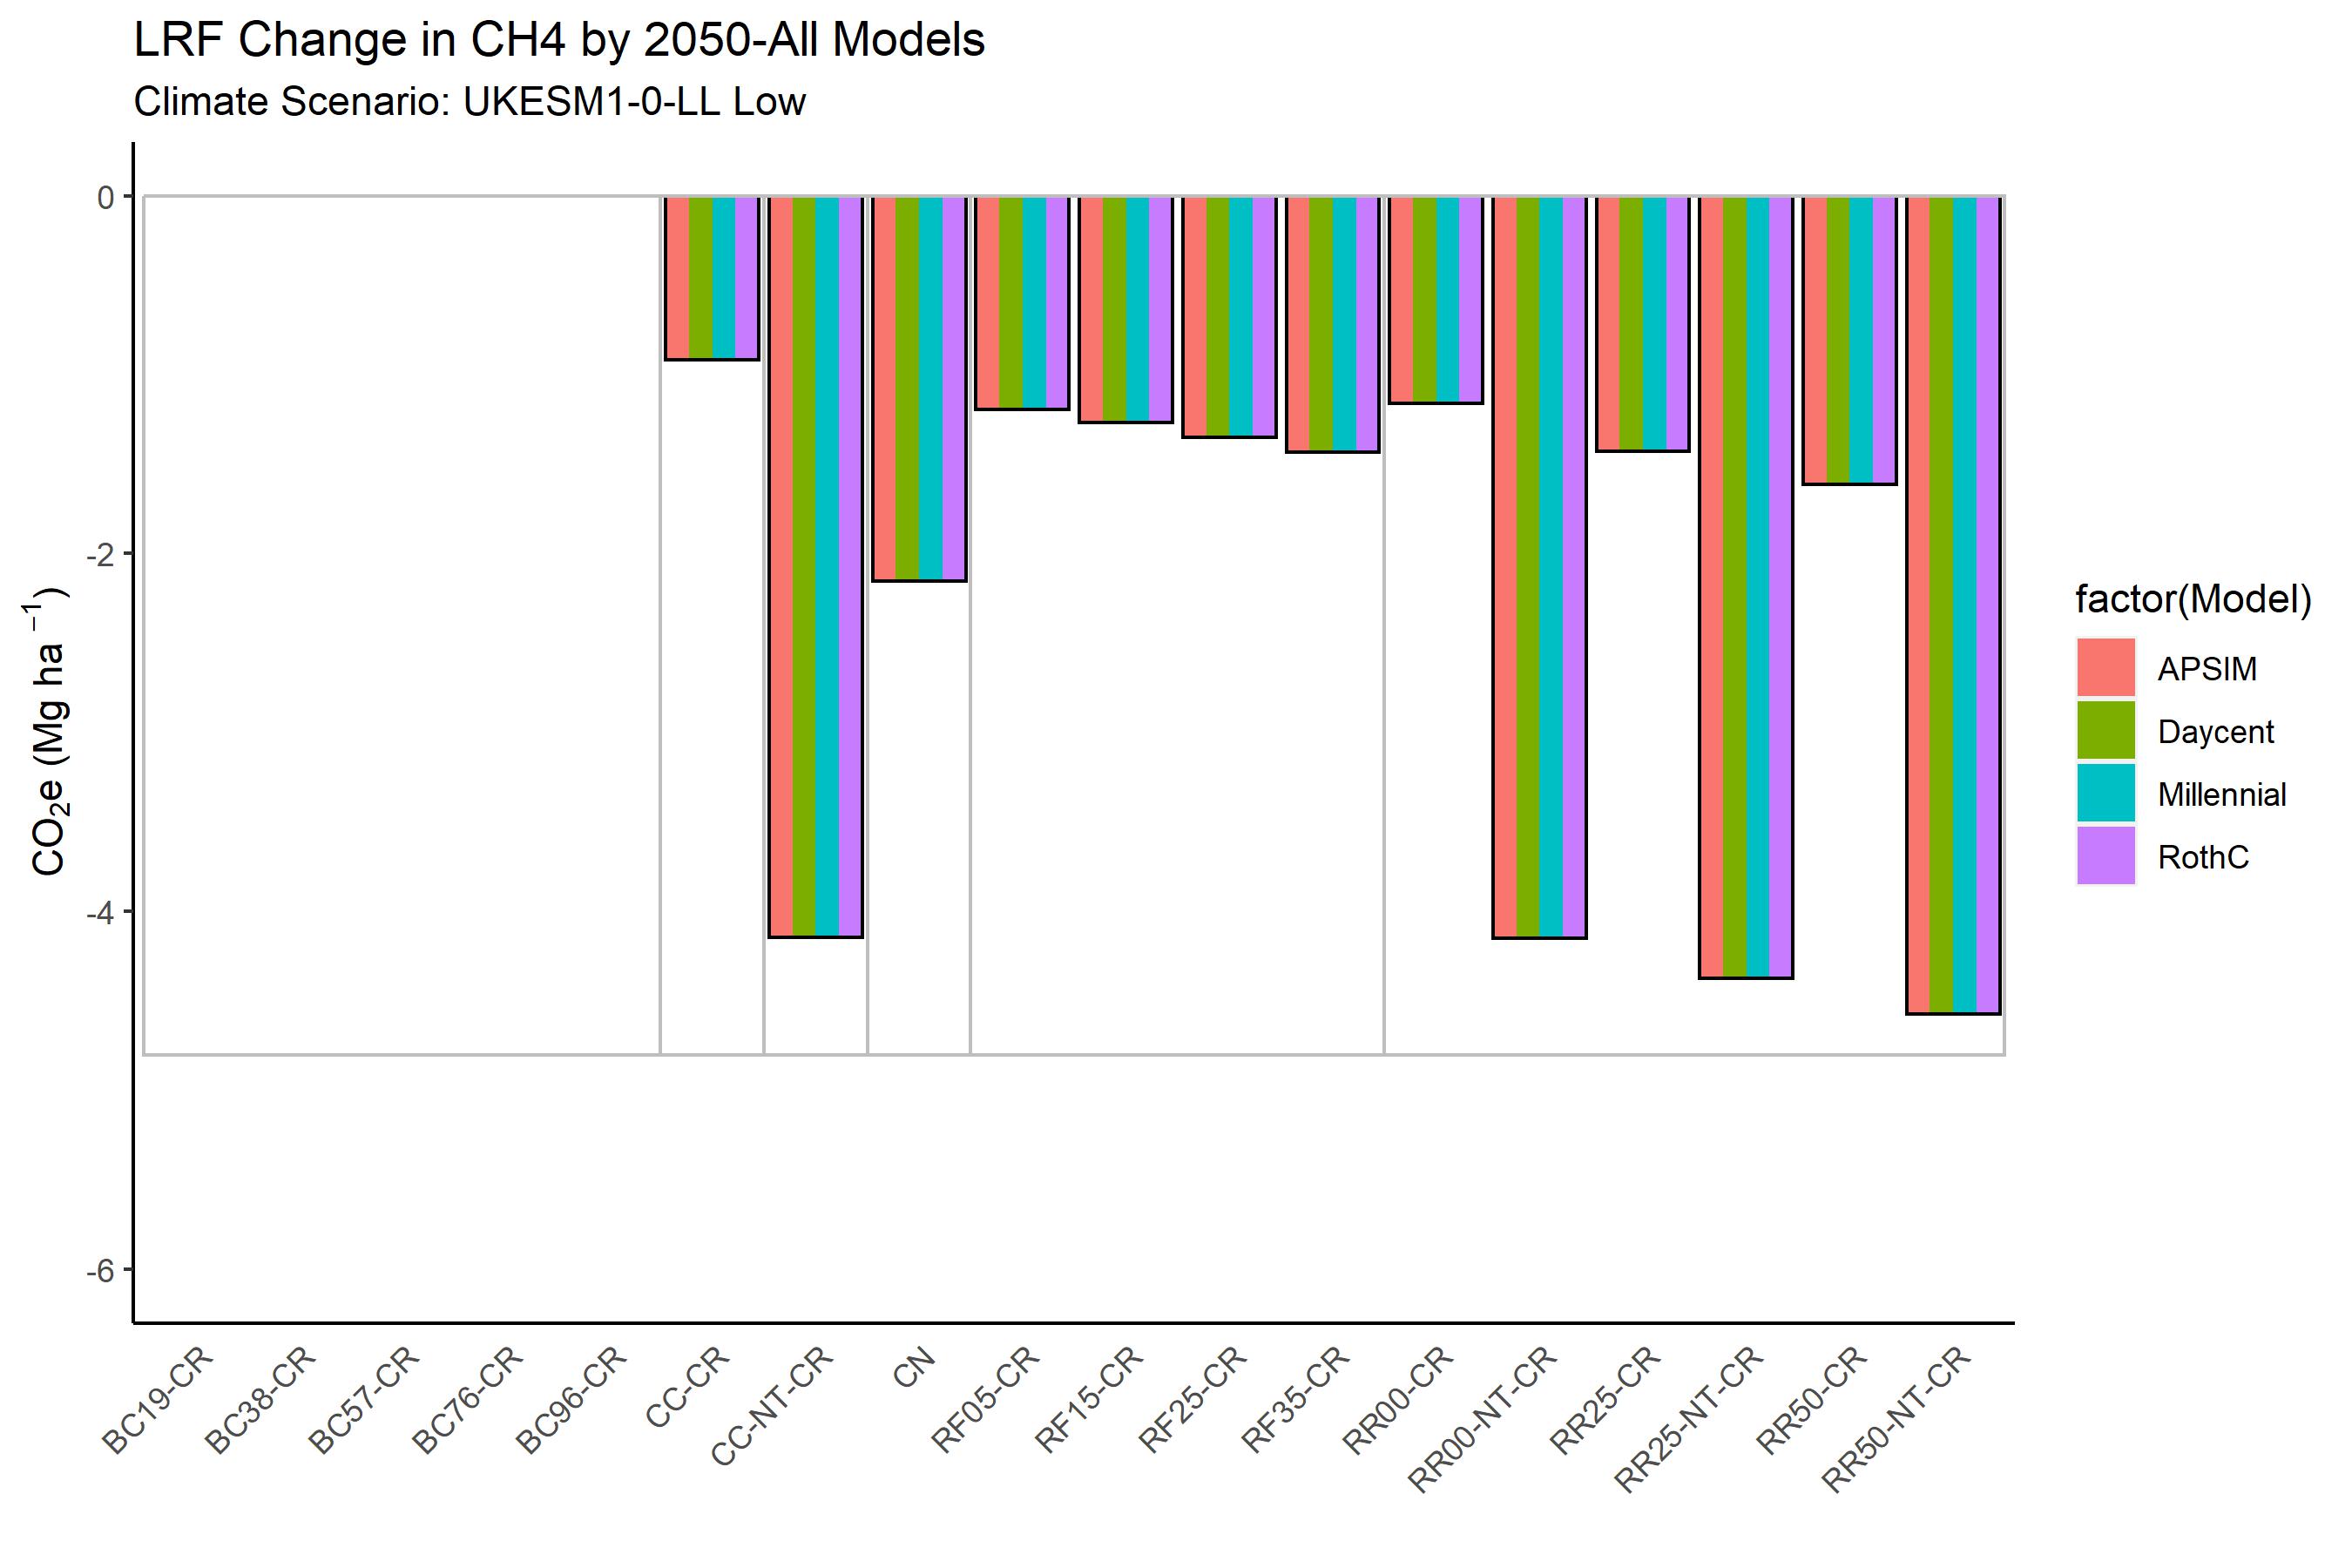 LRF Change in CH4 by 2050-All Models
Climate Scenario: UKESM1-0-LL Low
CO₂e (Mg ha ⁻¹)
0
-2
-4
-6
BC19-CR
BC38-CR
BC57-CR
BC76-CR
BC96-CR
CC-CR
CC-NT-CR
CN
RF05-CR
RF15-CR
RF25-CR
RF35-CR
RR00-CR
RR00-NT-CR
RR25-CR
RR25-NT-CR
RR50-CR
RR50-NT-CR
factor(Model)
APSIM
Daycent
Millennial
RothC